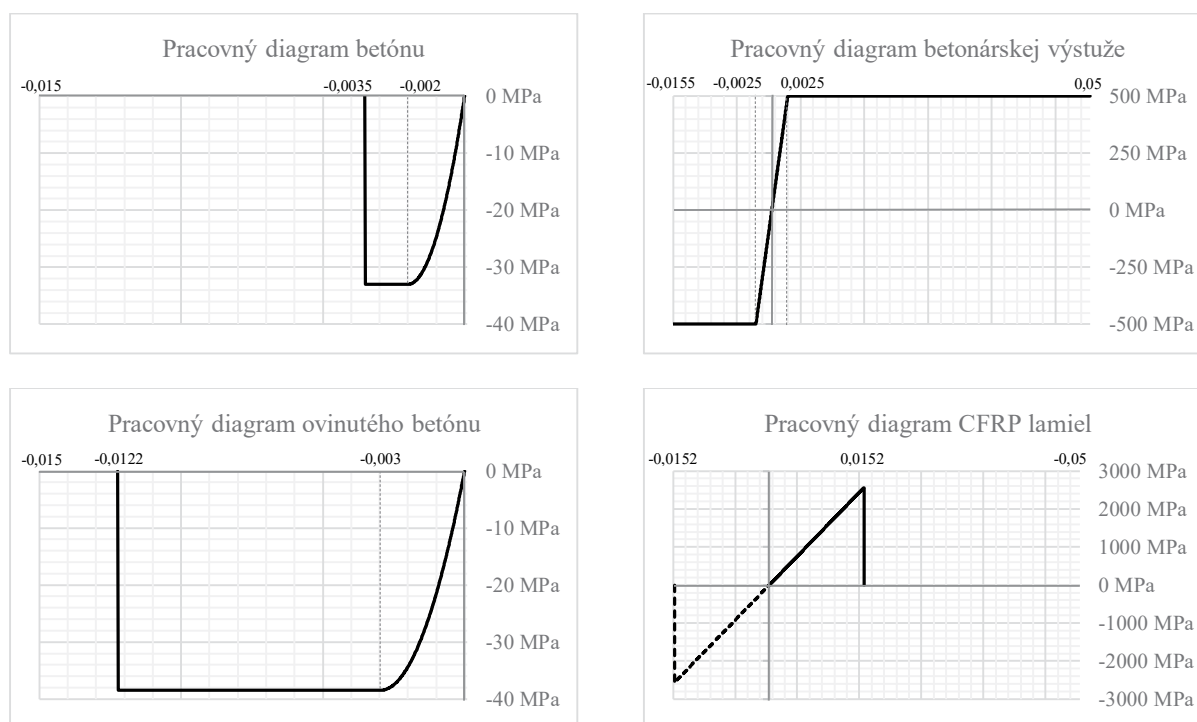 Pracovný diagram betónu
-0,015
-0,0035
-0,002
0 MPa
-10 MPa
-20 MPa
-30 MPa
-40 MPa
Pracovný diagram betonárskej výstuže
-0,0155
-0,0025
0,0025
0,05
500 MPa
250 MPa
0 MPa
-250 MPa
-500 MPa
Pracovný diagram ovinutého betónu
-0,015
-0,0122
-0,003
0 MPa
-10 MPa
-20 MPa
-30 MPa
-40 MPa
Pracovný diagram CFRP lamiel
-0,0152
0,0152
-0,05
3000 MPa
2000 MPa
1000 MPa
0 MPa
-1000 MPa
-2000 MPa
-3000 MPa